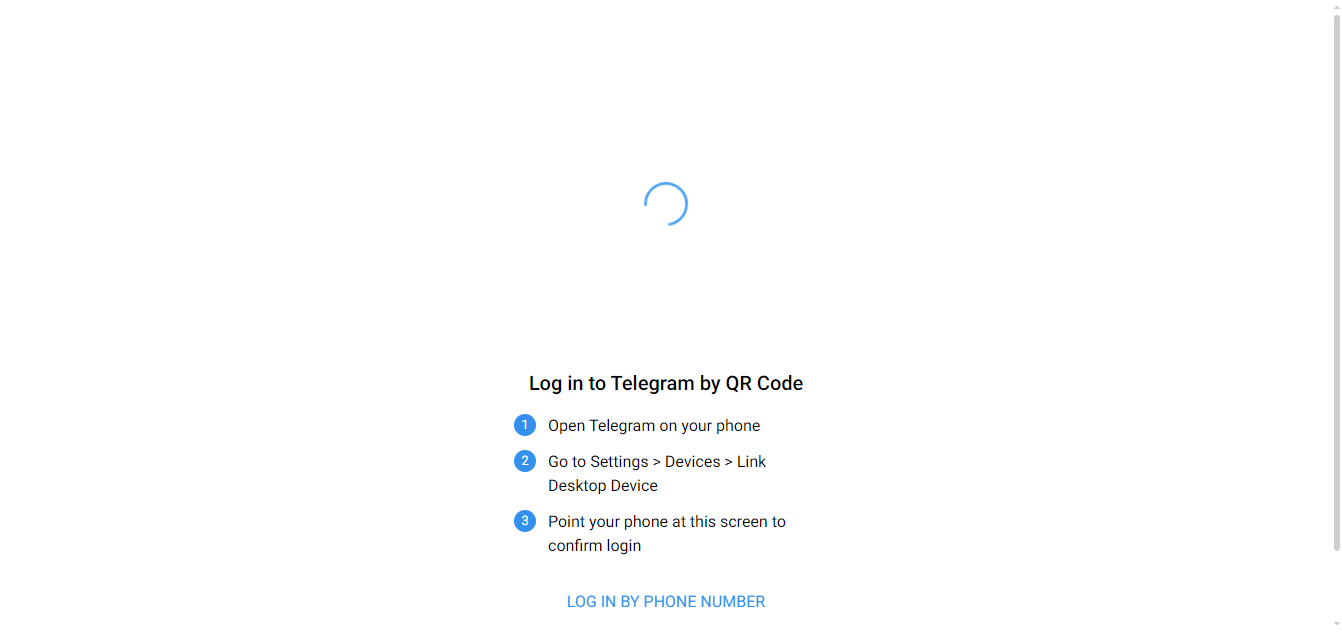 Log in to Telegram by QR Code
1 Open Telegram on your phone
2 Go to Settings > Devices > Link
Desktop Device
3 Point your phone at this screen to
confirm login
LOG IN BY PHONE NUMBER